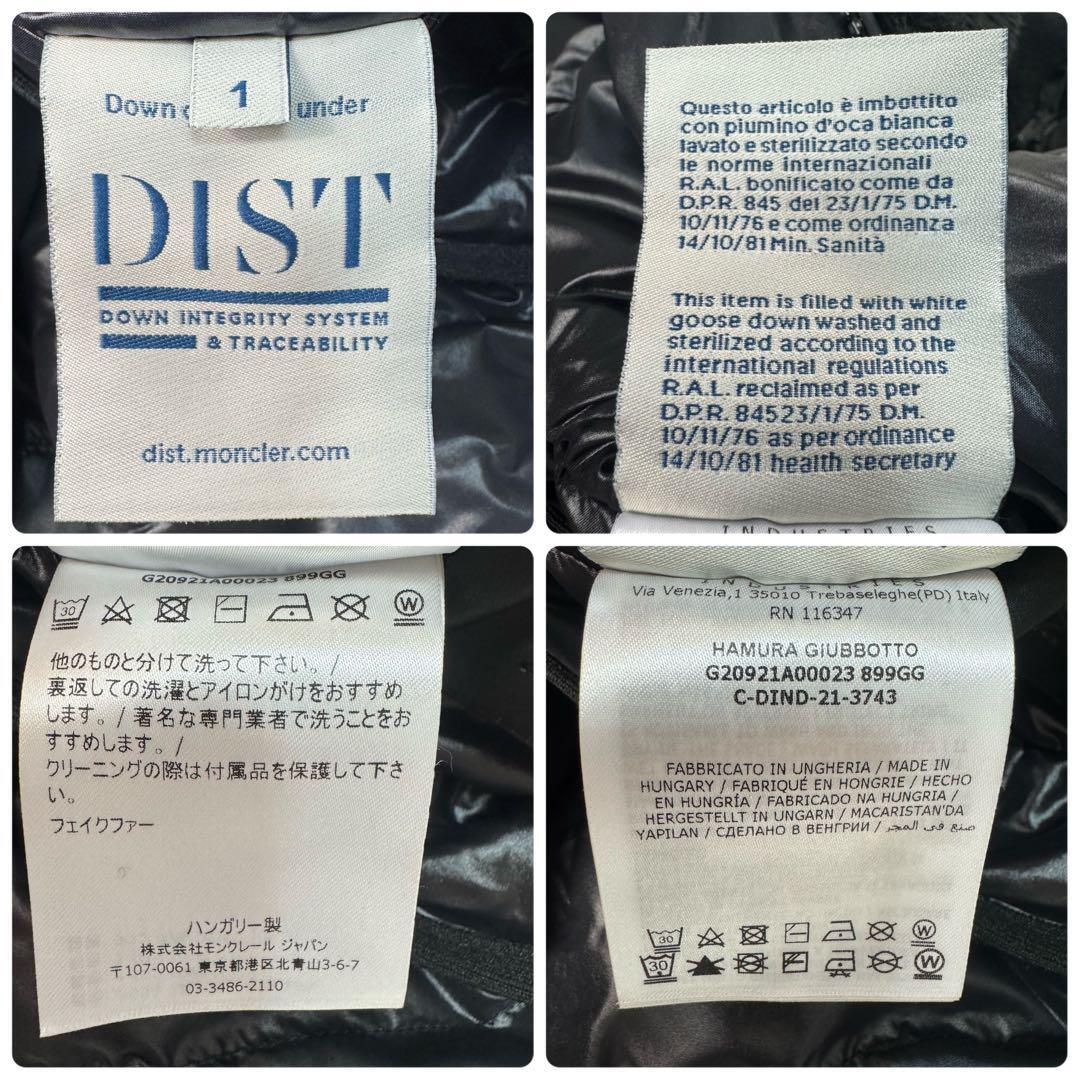 1
Down under
DIST
DOWN INTEGRITY SYSTEM
& TRACEABILITY
dist.moncler.com
Questo articolo è imbottito
con piumino d'oca bianca
lavato e sterilizzato secondo
le norme internazionali
R.A.L. bonificato come da
D.P.R. 845 del 23/1/75 D.M.
10/11/76 e come ordinanza
14/10/81 Min. Sanità
This item is filled with white
goose down washed and
sterilized according to the
international regulations
R.A.L. reclaimed as per
D.P.R. 84523/1/75 D.M.
10/11/76 as per ordinance
14/10/81 health secretary
INDUSTRIES
G20921A00023 899GG
30
W
他のものと分けて洗って下さい。/
裏返しての洗濯とアイロンがけをおすすめ
します。/ 著名な専門業者で洗うことをお
すすめします。/
クリーニングの際は付属品を保護して下さ
い。
フェイクファー
ハンガリー製
株式会社モンクレール ジャパン
〒107-0061 東京都港区北青山3-6-7
03-3486-2110
INDUSTRIES
Via Venezia,1 35010 Trebaseleghe(PD) Italy
RN 116347
HAMURA GIUBBOTTO
G20921A00023 899GG
C-DIND-21-3743
FABBRICATO IN UNGHERIA / MADE IN
HUNGARY / FABRIQUÉ EN HONGRIE / HECHO
EN HUNGRÍA / FABRICADO NA HUNGRIA /
HERGESTELLT IN UNGARN / MACARISTAN'DA
YAPILAN / СДЕЛАНО В ВЕНГРИИ / صنع في المجر
30
W
30
W